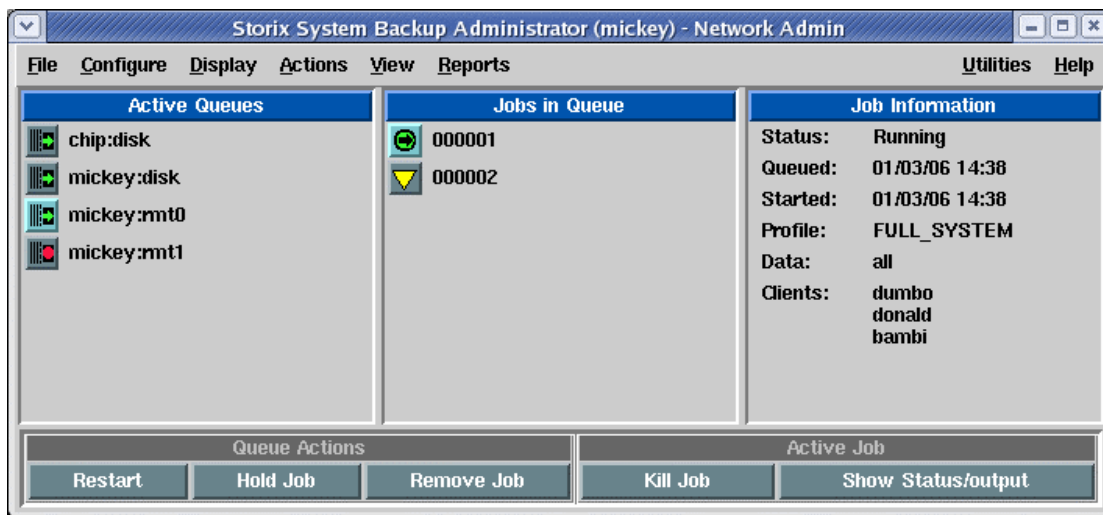 Storix System Backup Administrator (mickey) - Network Admin
File Configure Display Actions View Reports Utilities Help
Active Queues
chip:disk
mickey:disk
mickey:rmt0
mickey:rmt1
Jobs in Queue
000001
000002
Job Information
Status: Running
Queued: 01/03/06 14:38
Started: 01/03/06 14:38
Profile: FULL_SYSTEM
Data: all
Clients: dumbo
donald
bambi
Queue Actions
Restart Hold Job Remove Job
Active Job
Kill Job Show Status/output